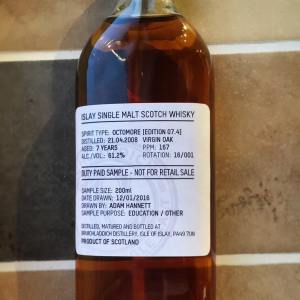 ISLAY SINGLE MALT SCOTCH WHISKY
SPIRIT TYPE: OCTOMORE [EDITION 07.4]
DISTILLED: 21.04.2008 VIRGIN OAK
AGED: 7 YEARS PPM: 167
ALC./VOL.: 61.2% ROTATION: 16/001
DUTY PAID SAMPLE - NOT FOR RETAIL SALE
SAMPLE SIZE: 200ml
DATE DRAWN: 12/01/2016
DRAWN BY: ADAM HANNETT
SAMPLE PURPOSE: EDUCATION / OTHER
DISTILLED, MATURED AND BOTTLED AT
BRUICHLADDICH DISTILLERY, ISLE OF ISLAY, PA49 7UN
PRODUCT OF SCOTLAND